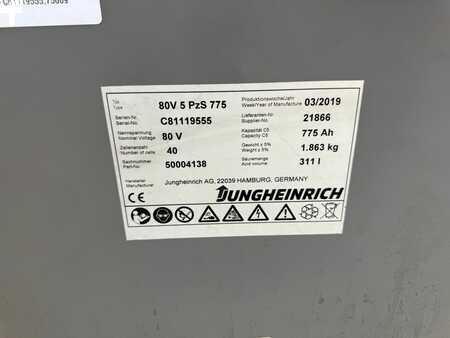 Typ 80V 5 PzS 775 Produktionswoche/Jahr 03/2019
Type Week/Year of Manufacture
Serien-Nr. C81119555 Lieferanten-Nr. 21866
Serial-No. Supplier-No.
Nennspannung 80 V Kapazität C5 775 Ah
Nominal Voltage Capacity C5
Zellenanzahl 40 Gewicht ± 5% 1.863 kg
Number of cells Weight ± 5%
Sachnummer 50004138 Säuremenge 311 l
Part-No. Acid volume
Hersteller Jungheinrich AG, 22039 HAMBURG, GERMANY
Manufacturer
CE JUNGHEINRICH